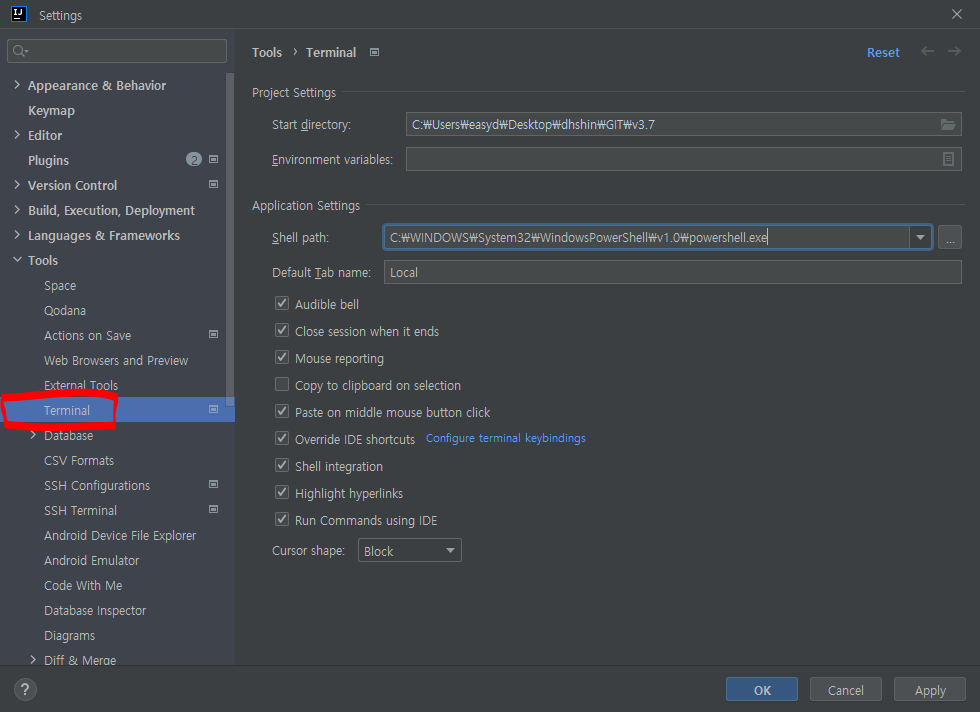 IJ Settings
Tools › Terminal Reset
Appearance & Behavior
Keymap
Editor
Plugins 2
Version Control
Build, Execution, Deployment
Languages & Frameworks
Tools
Space
Qodana
Actions on Save
Web Browsers and Preview
External Tools
Terminal
Database
CSV Formats
SSH Configurations
SSH Terminal
Android Device File Explorer
Android Emulator
Code With Me
Database Inspector
Diagrams
Diff & Merge
Project Settings
Start directory: C:₩Users₩easyd₩Desktop₩dhshin₩GIT₩v3.7
Environment variables:
Application Settings
Shell path: C:₩WINDOWS₩System32₩WindowsPowerShell₩v1.0₩powershell.exe ...
Default Tab name: Local
Audible bell
Close session when it ends
Mouse reporting
Copy to clipboard on selection
Paste on middle mouse button click
Override IDE shortcuts Configure terminal keybindings
Shell integration
Highlight hyperlinks
Run Commands using IDE
Cursor shape: Block
? OK Cancel Apply